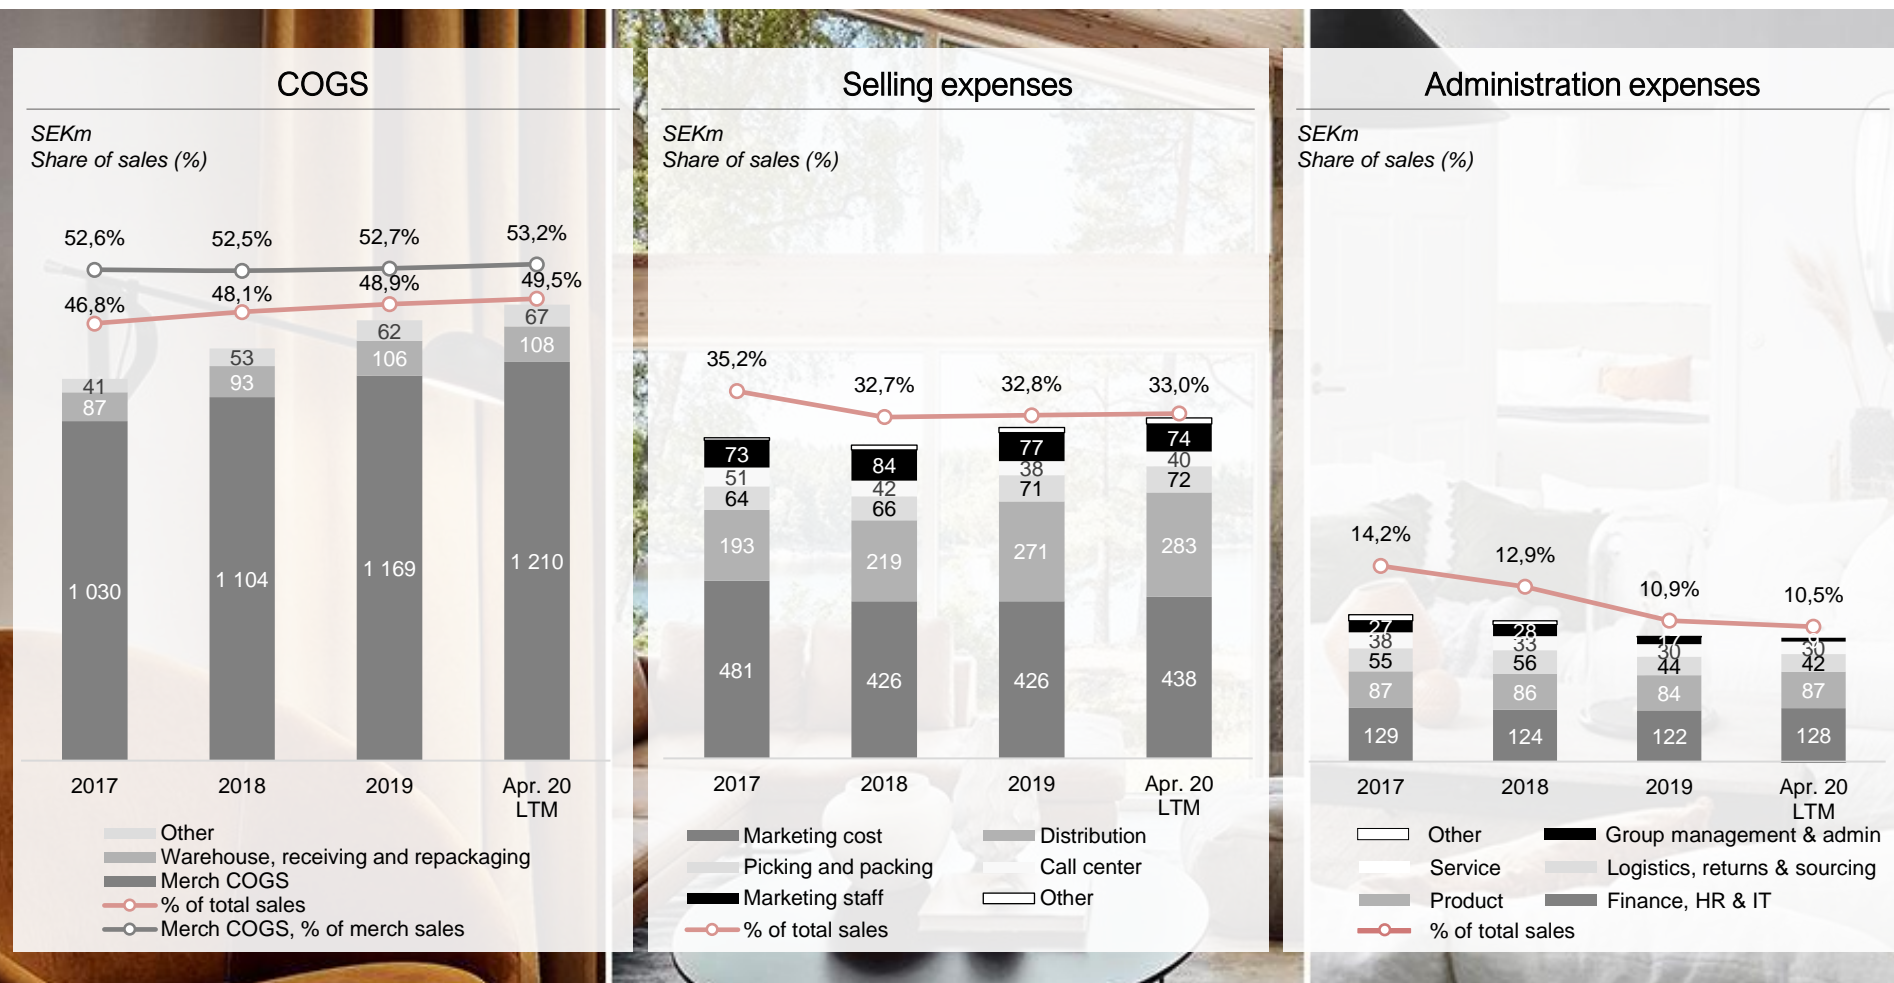 COGS
SEKm
Share of sales (%)
52,6%
52,5%
52,7%
53,2%
46,8%
48,1%
48,9%
49,5%
41
53
62
67
87
93
106
108
1 030
1 104
1 169
1 210
2017
2018
2019
Apr. 20
LTM
Other
Warehouse, receiving and repackaging
Merch COGS
% of total sales
Merch COGS, % of merch sales
Selling expenses
SEKm
Share of sales (%)
35,2%
32,7%
32,8%
33,0%
73
84
77
74
51
42
38
40
64
66
71
72
193
219
271
283
481
426
426
438
2017
2018
2019
Apr. 20
LTM
Marketing cost
Distribution
Picking and packing
Call center
Marketing staff
Other
% of total sales
Administration expenses
SEKm
Share of sales (%)
14,2%
12,9%
10,9%
10,5%
27
28
17
38
33
30
30
55
56
44
42
87
86
84
87
129
124
122
128
2017
2018
2019
Apr. 20
LTM
Other
Group management & admin
Service
Logistics, returns & sourcing
Product
Finance, HR & IT
% of total sales